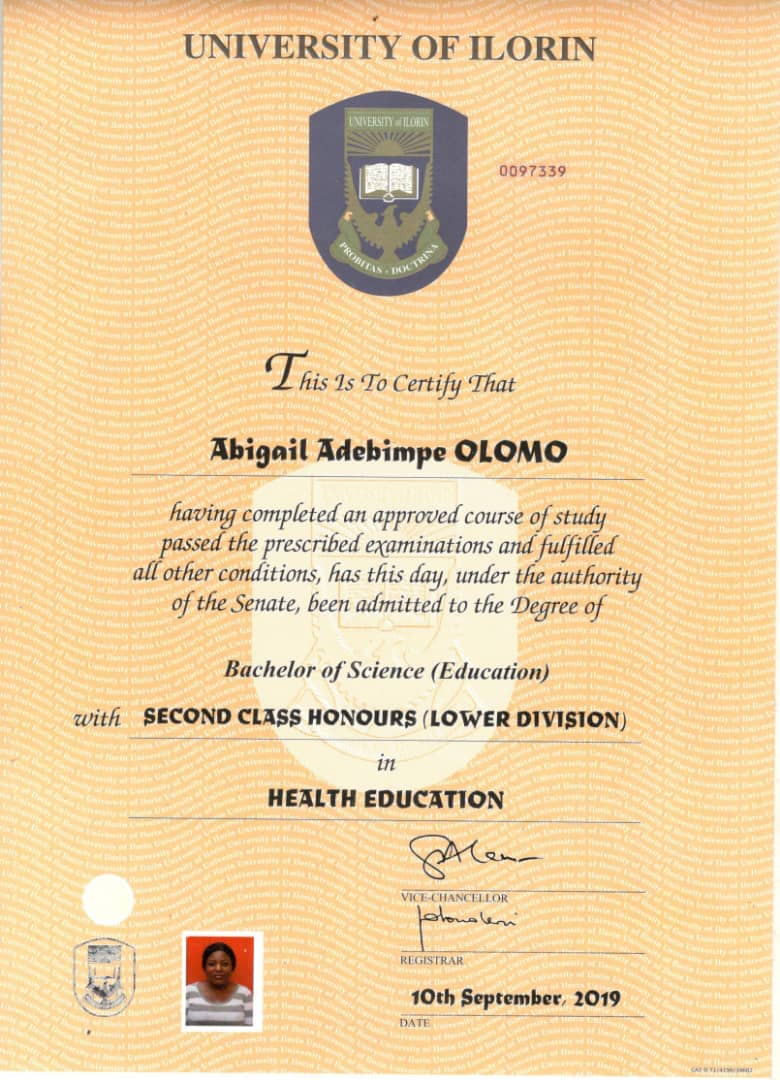 UNIVERSITY OF ILORIN
UNIVERSITY of ILORIN
0097339
PROBITAS - DOCTRINA
This Is To Certify That
Abigail Adebimpe OLOMO
having completed an approved course of study
passed the prescribed examinations and fulfilled
all other conditions, has this day, under the authority
of the Senate, been admitted to the Degree of
Bachelor of Science (Education)
with SECOND CLASS HONOURS (LOWER DIVISION)
in
HEALTH EDUCATION
VICE-CHANCELLOR
REGISTRAR
10th September, 2019
DATE